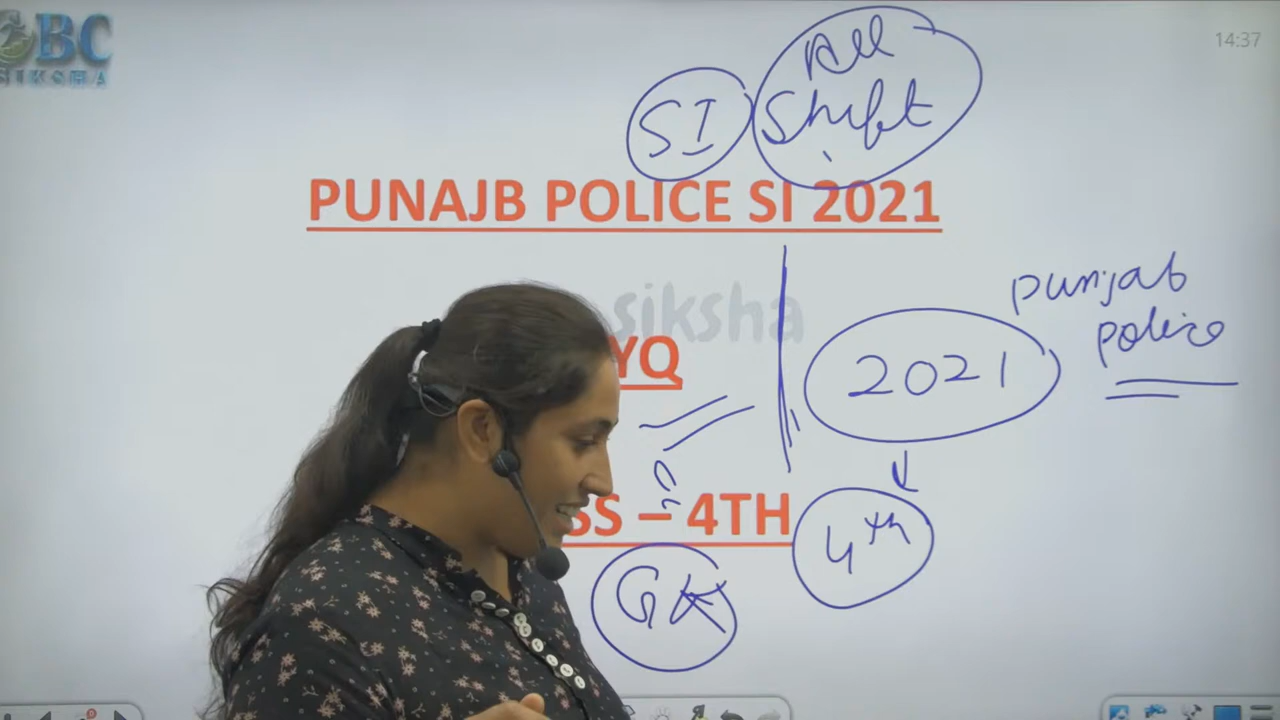 BC
SIKSHA
14:37
All
SI Shift
PUNAJB POLICE SI 2021
siksha
punjab
police
YQ
2021
SS – 4TH
4th
GK